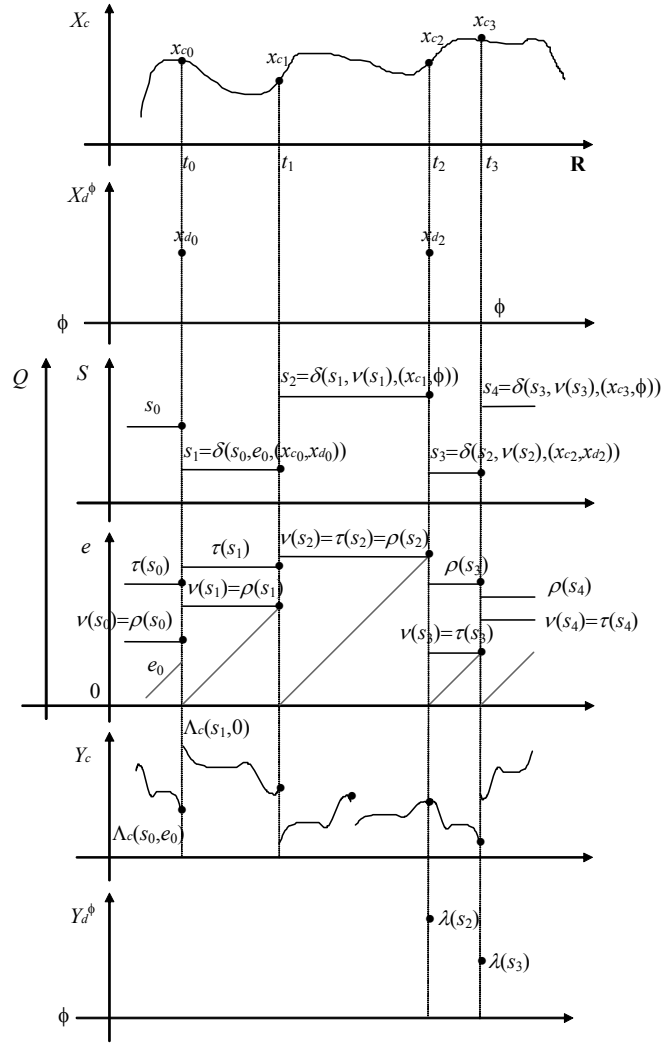 Xc
xc0
xc1
xc2
xc3
t0
t1
t2
t3
R
Xdϕ
xd0
xd2
ϕ
ϕ
Q
S
s2=δ(s1,ν(s1),(xc1,ϕ))
s4=δ(s3,ν(s3),(xc3,ϕ))
s0
s1=δ(s0,e0,(xc0,xd0))
s3=δ(s2,ν(s2),(xc2,xd2))
e
ν(s2)=τ(s2)=ρ(s2)
τ(s1)
τ(s0)
ρ(s3)
ν(s1)=ρ(s1)
ρ(s4)
ν(s0)=ρ(s0)
ν(s4)=τ(s4)
ν(s3)=τ(s3)
e0
0
Λc(s1,0)
Yc
Λc(s0,e0)
Ydϕ
λ(s2)
λ(s3)
ϕ